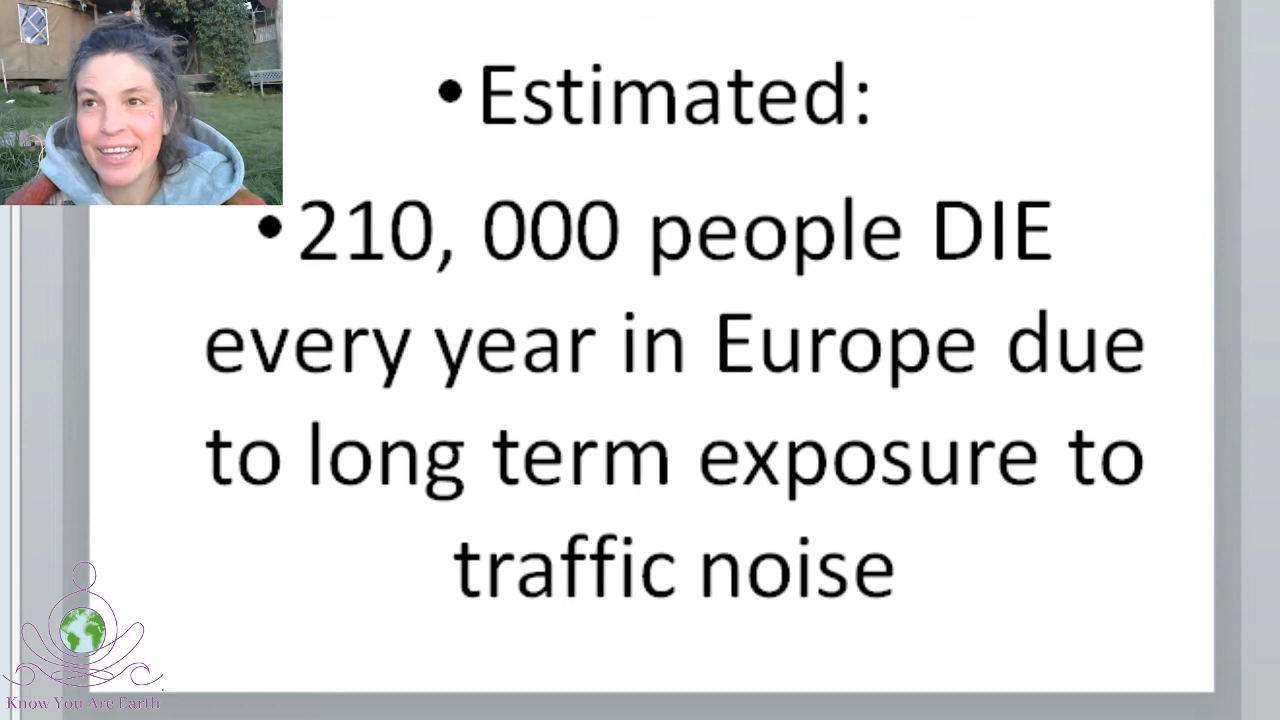 • Estimated:
• 210, 000 people DIE
every year in Europe due
to long term exposure to
traffic noise
Know You Are Earth